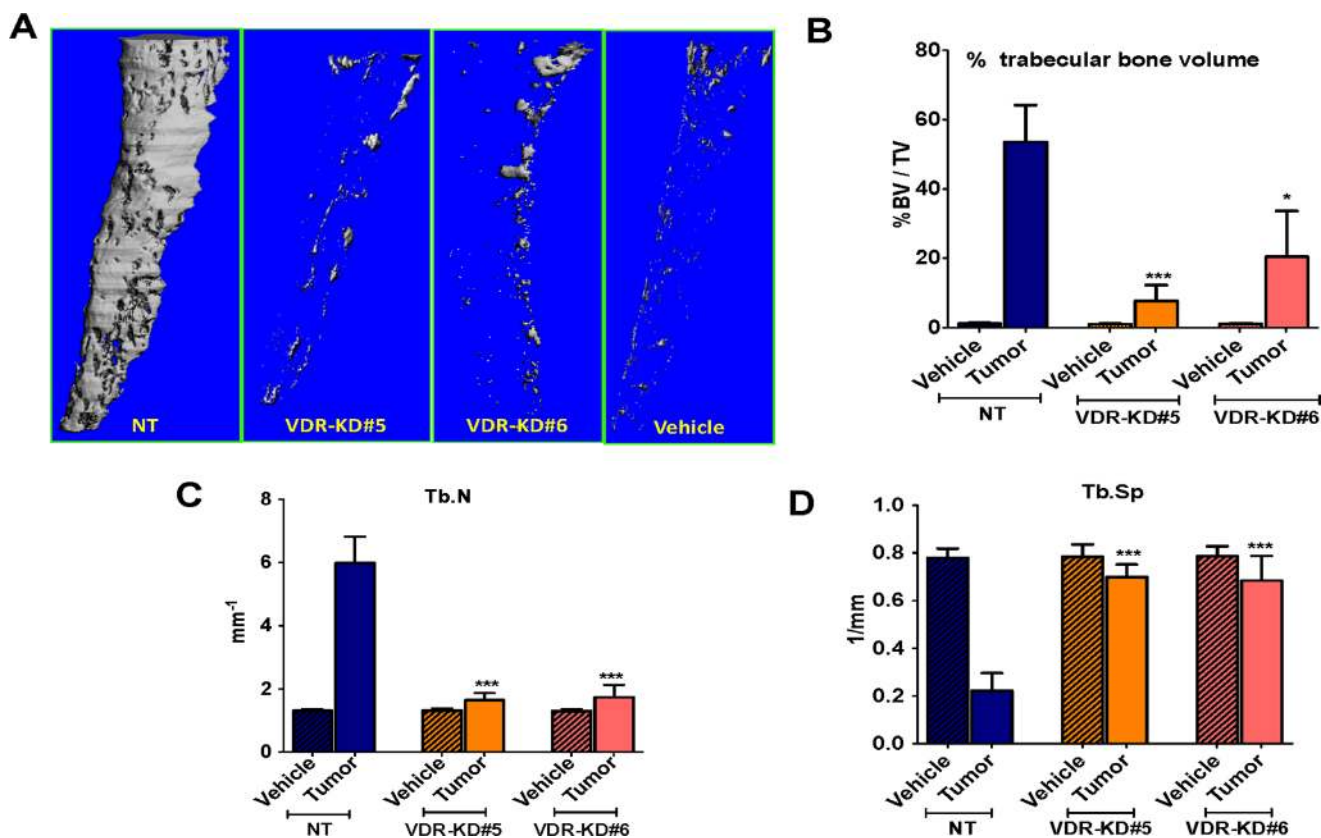 A
NT
VDR-KD#5
VDR-KD#6
Vehicle
B
% trabecular bone volume
% BV / TV
80
60
40
20
0
***
*
Vehicle
Tumor
Vehicle
Tumor
Vehicle
Tumor
NT
VDR-KD#5
VDR-KD#6
C
Tb.N
mm⁻¹
8
6
4
2
0
***
***
Vehicle
Tumor
Vehicle
Tumor
Vehicle
Tumor
NT
VDR-KD#5
VDR-KD#6
D
Tb.Sp
1/mm
1.0
0.8
0.6
0.4
0.2
0.0
***
***
Vehicle
Tumor
Vehicle
Tumor
Vehicle
Tumor
NT
VDR-KD#5
VDR-KD#6